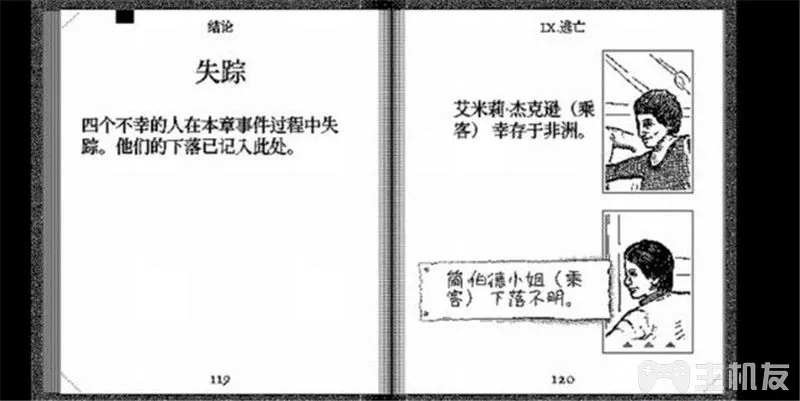 结论
失踪
四个不幸的人在本章事件过程中失
踪。他们的下落已记入此处。
119
IX.逃亡
艾米莉·杰克逊（乘
客） 幸存于非洲。
简伯德小姐（乘
客） 下落不明。
120
主机友